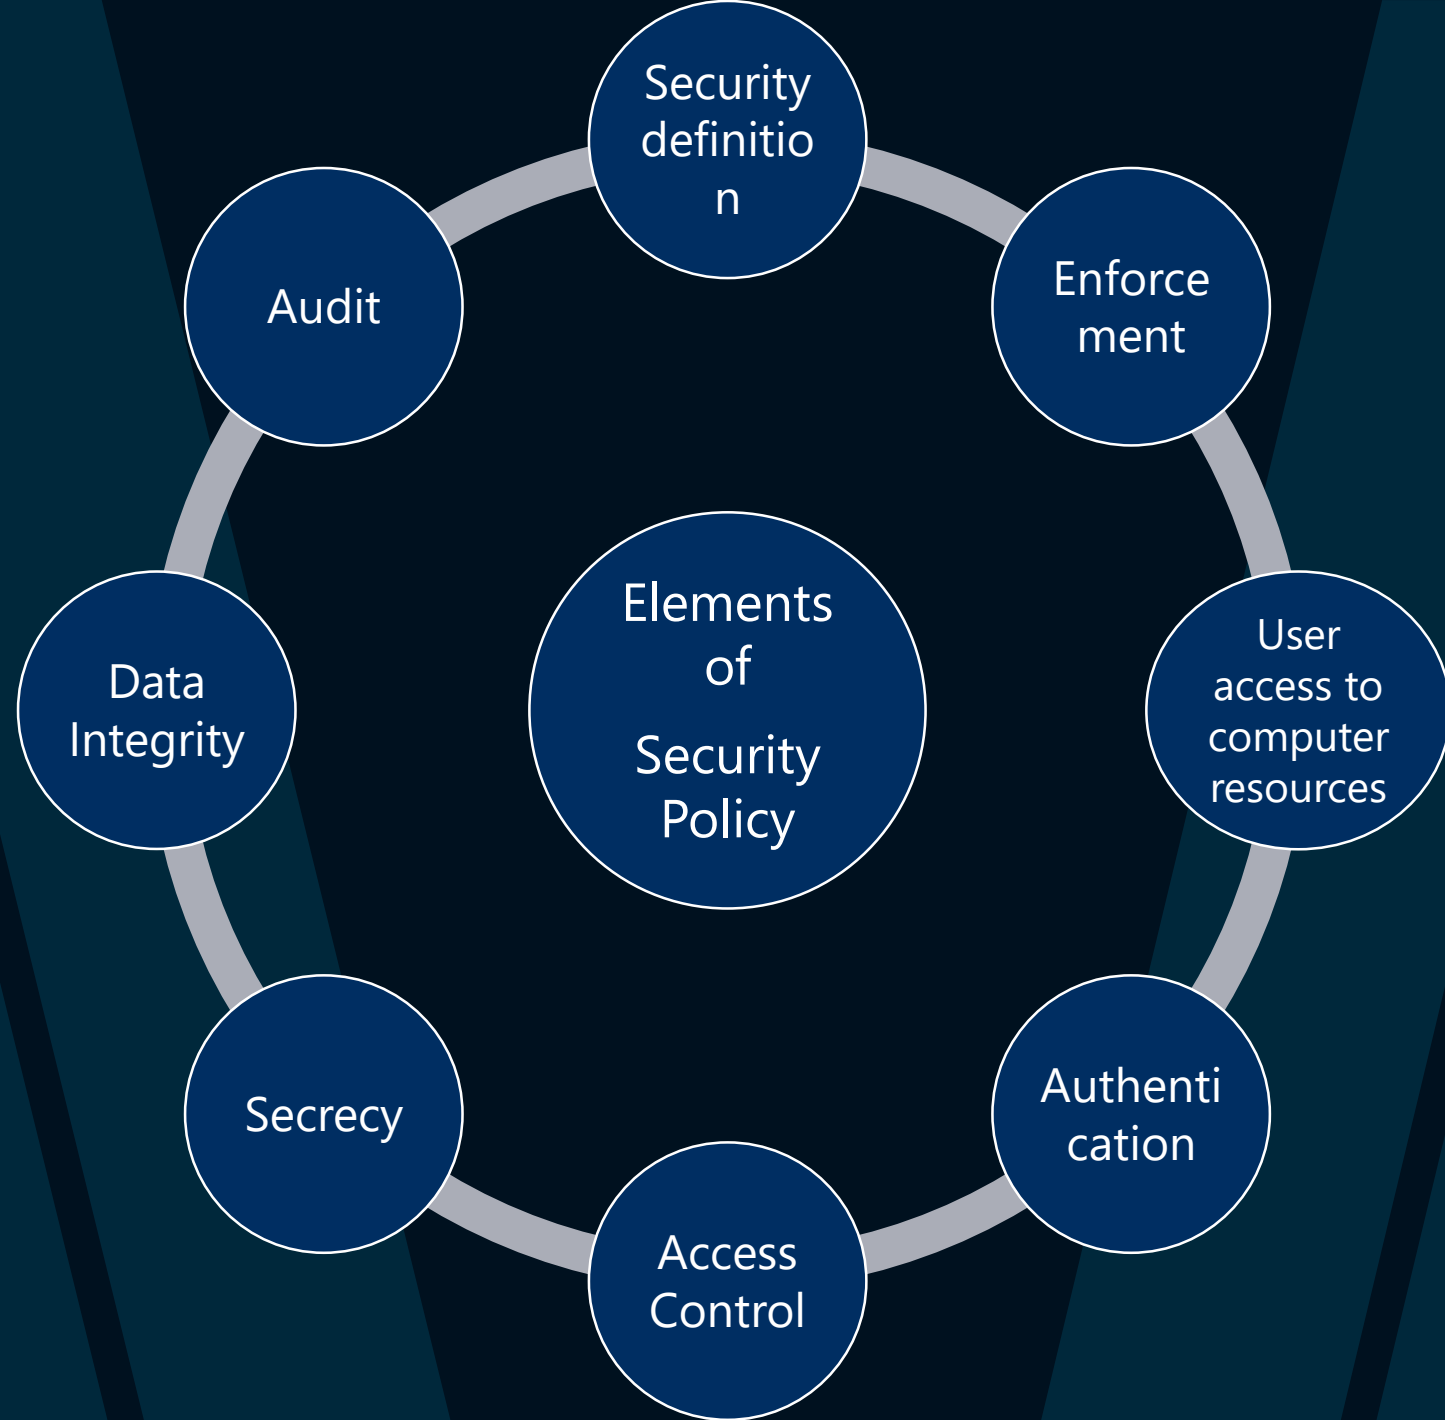 Security
definitio
n
Enforce
ment
User
access to
computer
resources
Authenti
cation
Access
Control
Secrecy
Data
Integrity
Audit
Elements
of
Security
Policy